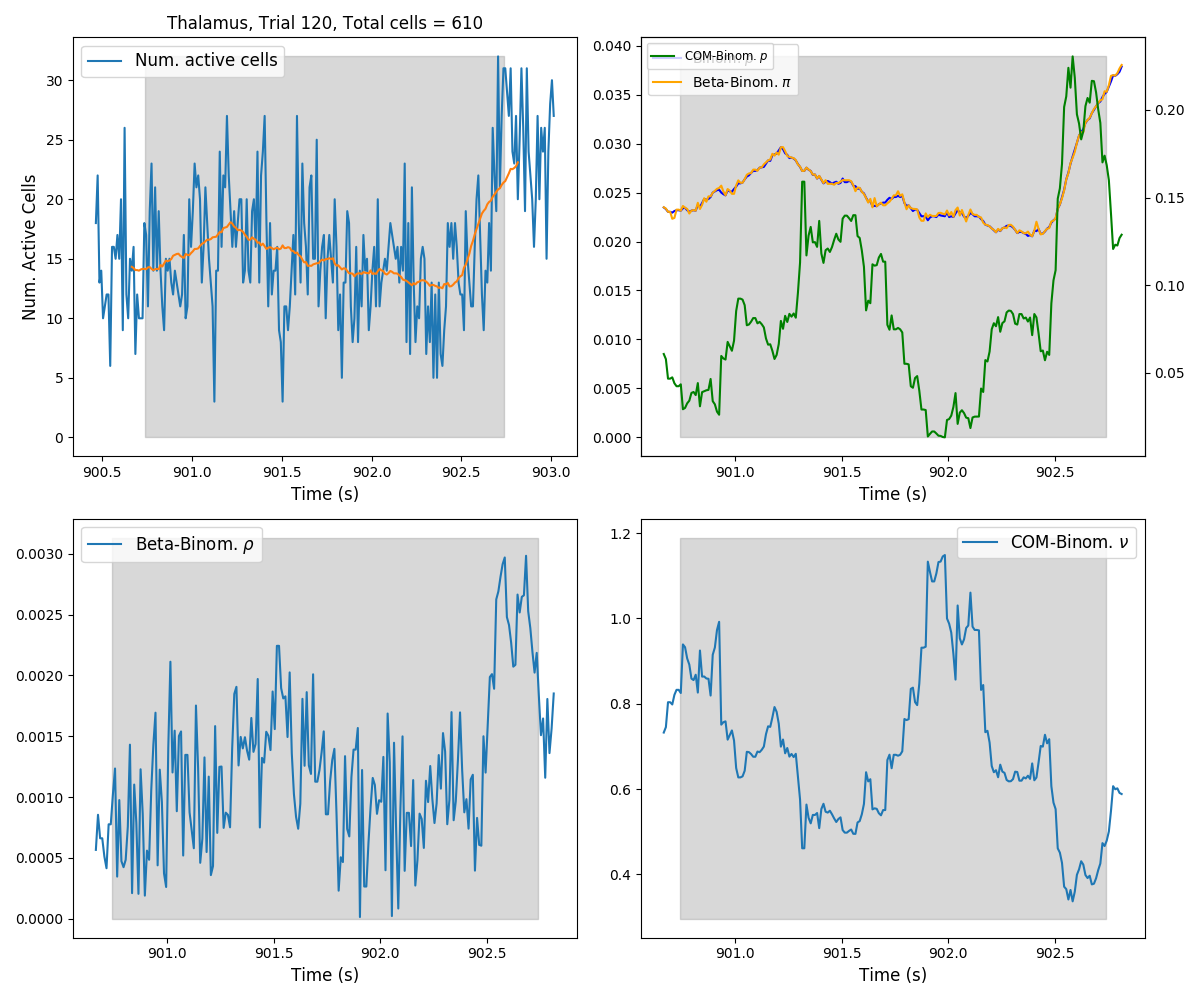 Thalamus, Trial 120, Total cells = 610
Num. active cells
Num. Active Cells
30
25
20
15
10
5
0
900.5 901.0 901.5 902.0 902.5 903.0
Time (s)
COM-Binom. p
Beta-Binom. π
0.040
0.035
0.030
0.025
0.020
0.015
0.010
0.005
0.000
0.20
0.15
0.10
0.05
901.0 901.5 902.0 902.5
Time (s)
Beta-Binom. ρ
0.0030
0.0025
0.0020
0.0015
0.0010
0.0005
0.0000
901.0 901.5 902.0 902.5
Time (s)
COM-Binom. ν
1.2
1.0
0.8
0.6
0.4
901.0 901.5 902.0 902.5
Time (s)